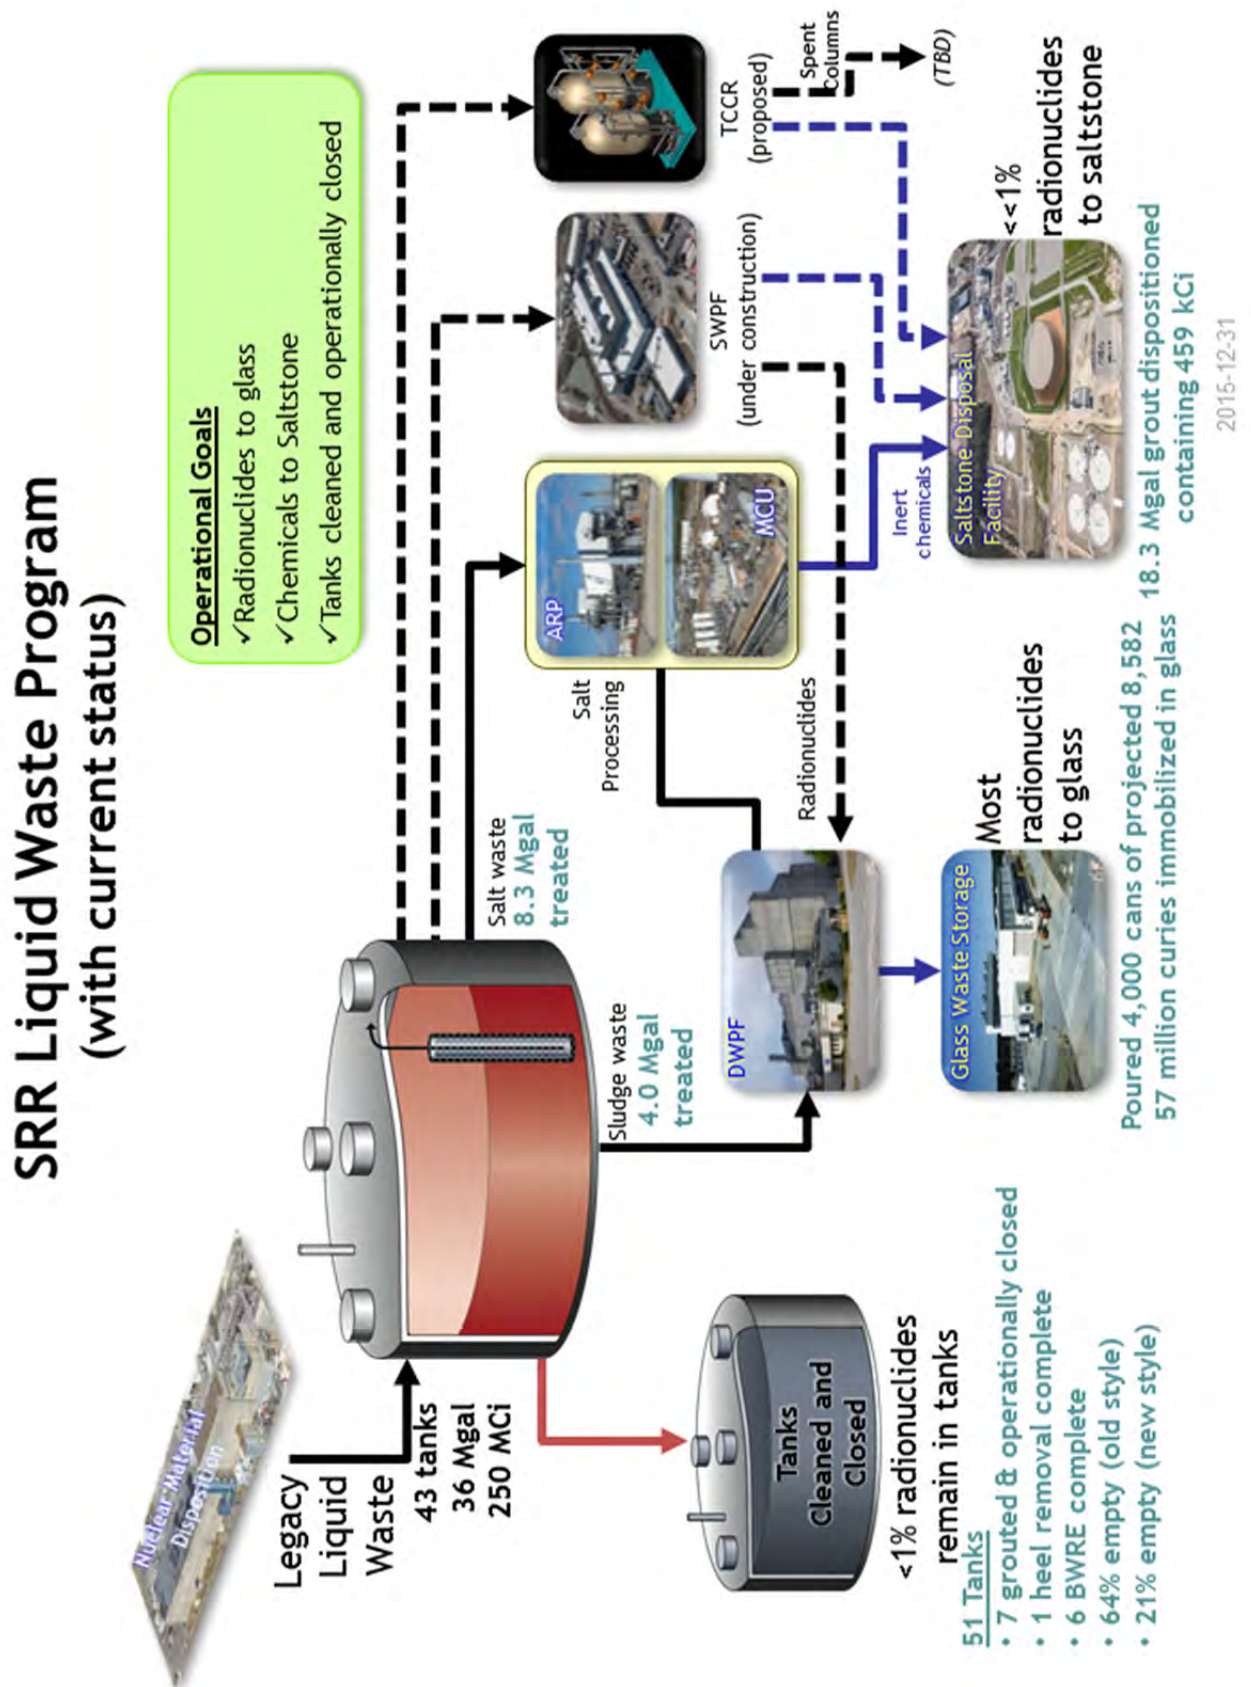 SRR Liquid Waste Program
(with current status)
Nuclear Material
Disposition
Operational Goals
✓Radionuclides to glass
✓Chemicals to Saltstone
✓Tanks cleaned and operationally closed
Legacy
Liquid
Waste
43 tanks
36 Mgal
250 MCi
Salt waste
8.3 Mgal
treated
Salt
Processing
ARP
MCU
SWPF
(under construction)
TCCR
(proposed)
Spent
Columns
(TBD)
Sludge waste
4.0 Mgal
treated
DWPF
Radionuclides
Inert
chemicals
Tanks
Cleaned and
Closed
<1% radionuclides
remain in tanks
Glass Waste Storage
Most
radionuclides
to glass
Saltstone Disposal
Facility
<<1%
radionuclides
to saltstone
51 Tanks
• 7 grouted & operationally closed
• 1 heel removal complete
• 6 BWRE complete
• 64% empty (old style)
• 21% empty (new style)
Poured 4,000 cans of projected 8,582
57 million curies immobilized in glass
18.3 Mgal grout dispositioned
containing 459 kCi
2015-12-31